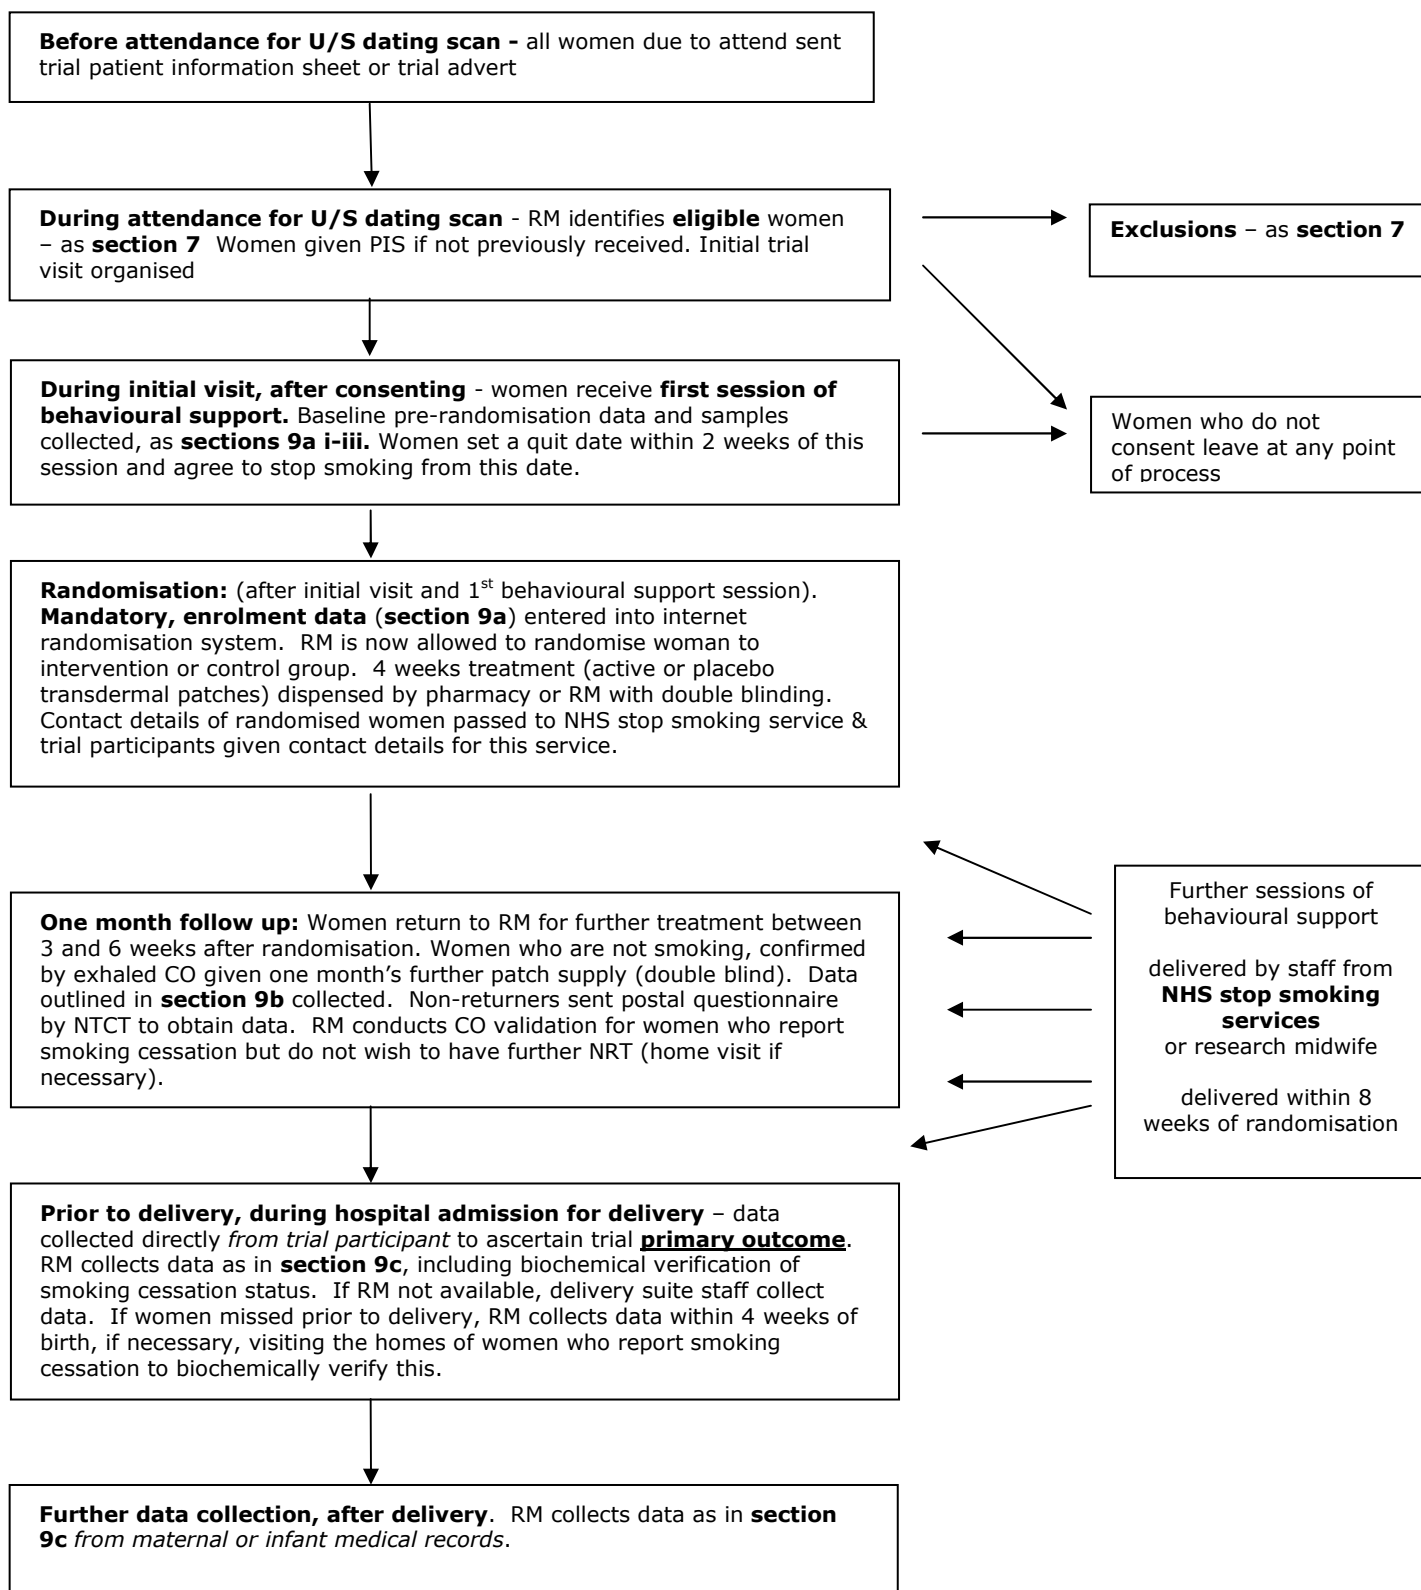 Before attendance for U/S dating scan - all women due to attend sent
trial patient information sheet or trial advert
During attendance for U/S dating scan - RM identifies eligible women
– as section 7  Women given PIS if not previously received. Initial trial
visit organised
Exclusions – as section 7
During initial visit, after consenting - women receive first session of
behavioural support. Baseline pre-randomisation data and samples
collected, as sections 9a i-iii. Women set a quit date within 2 weeks of this
session and agree to stop smoking from this date.
Women who do not
consent leave at any point
of process
Randomisation: (after initial visit and 1st behavioural support session).
Mandatory, enrolment data (section 9a) entered into internet
randomisation system.  RM is now allowed to randomise woman to
intervention or control group.  4 weeks treatment (active or placebo
transdermal patches) dispensed by pharmacy or RM with double blinding.
Contact details of randomised women passed to NHS stop smoking service &
trial participants given contact details for this service.
One month follow up: Women return to RM for further treatment between
3 and 6 weeks after randomisation. Women who are not smoking, confirmed
by exhaled CO given one month's further patch supply (double blind).  Data
outlined in section 9b collected.  Non-returners sent postal questionnaire
by NTCT to obtain data.  RM conducts CO validation for women who report
smoking cessation but do not wish to have further NRT (home visit if
necessary).
Further sessions of
behavioural support
delivered by staff from
NHS stop smoking
services
or research midwife
delivered within 8
weeks of randomisation
Prior to delivery, during hospital admission for delivery – data
collected directly from trial participant to ascertain trial primary outcome.
RM collects data as in section 9c, including biochemical verification of
smoking cessation status.  If RM not available, delivery suite staff collect
data.  If women missed prior to delivery, RM collects data within 4 weeks of
birth, if necessary, visiting the homes of women who report smoking
cessation to biochemically verify this.
Further data collection, after delivery.  RM collects data as in section
9c from maternal or infant medical records.